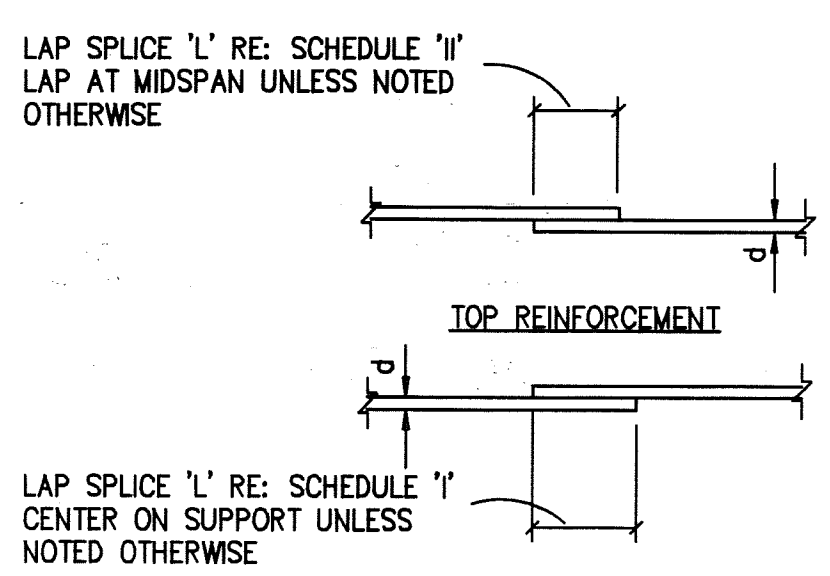 LAP SPLICE 'L' RE: SCHEDULE 'II'
LAP AT MIDSPAN UNLESS NOTED
OTHERWISE
d
TOP REINFORCEMENT
d
LAP SPLICE 'L' RE: SCHEDULE 'I'
CENTER ON SUPPORT UNLESS
NOTED OTHERWISE